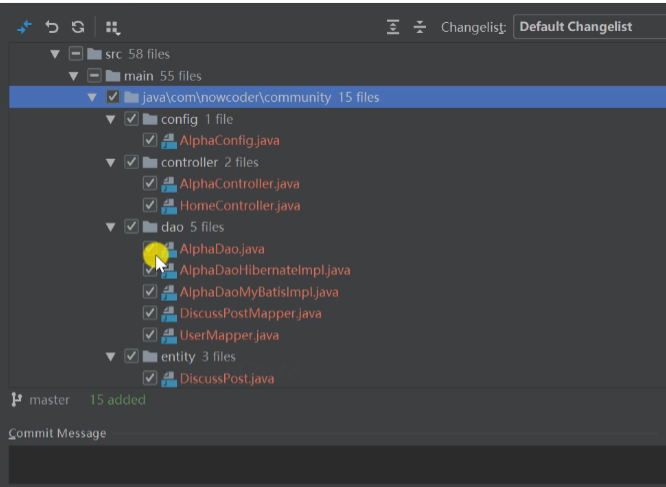 Changelist: Default Changelist
src 58 files
main 55 files
java\com\nowcoder\community 15 files
config 1 file
AlphaConfig.java
controller 2 files
AlphaController.java
HomeController.java
dao 5 files
AlphaDao.java
AlphaDaoHibernateImpl.java
AlphaDaoMyBatisImpl.java
DiscussPostMapper.java
UserMapper.java
entity 3 files
DiscussPost.java
master 15 added
Commit Message